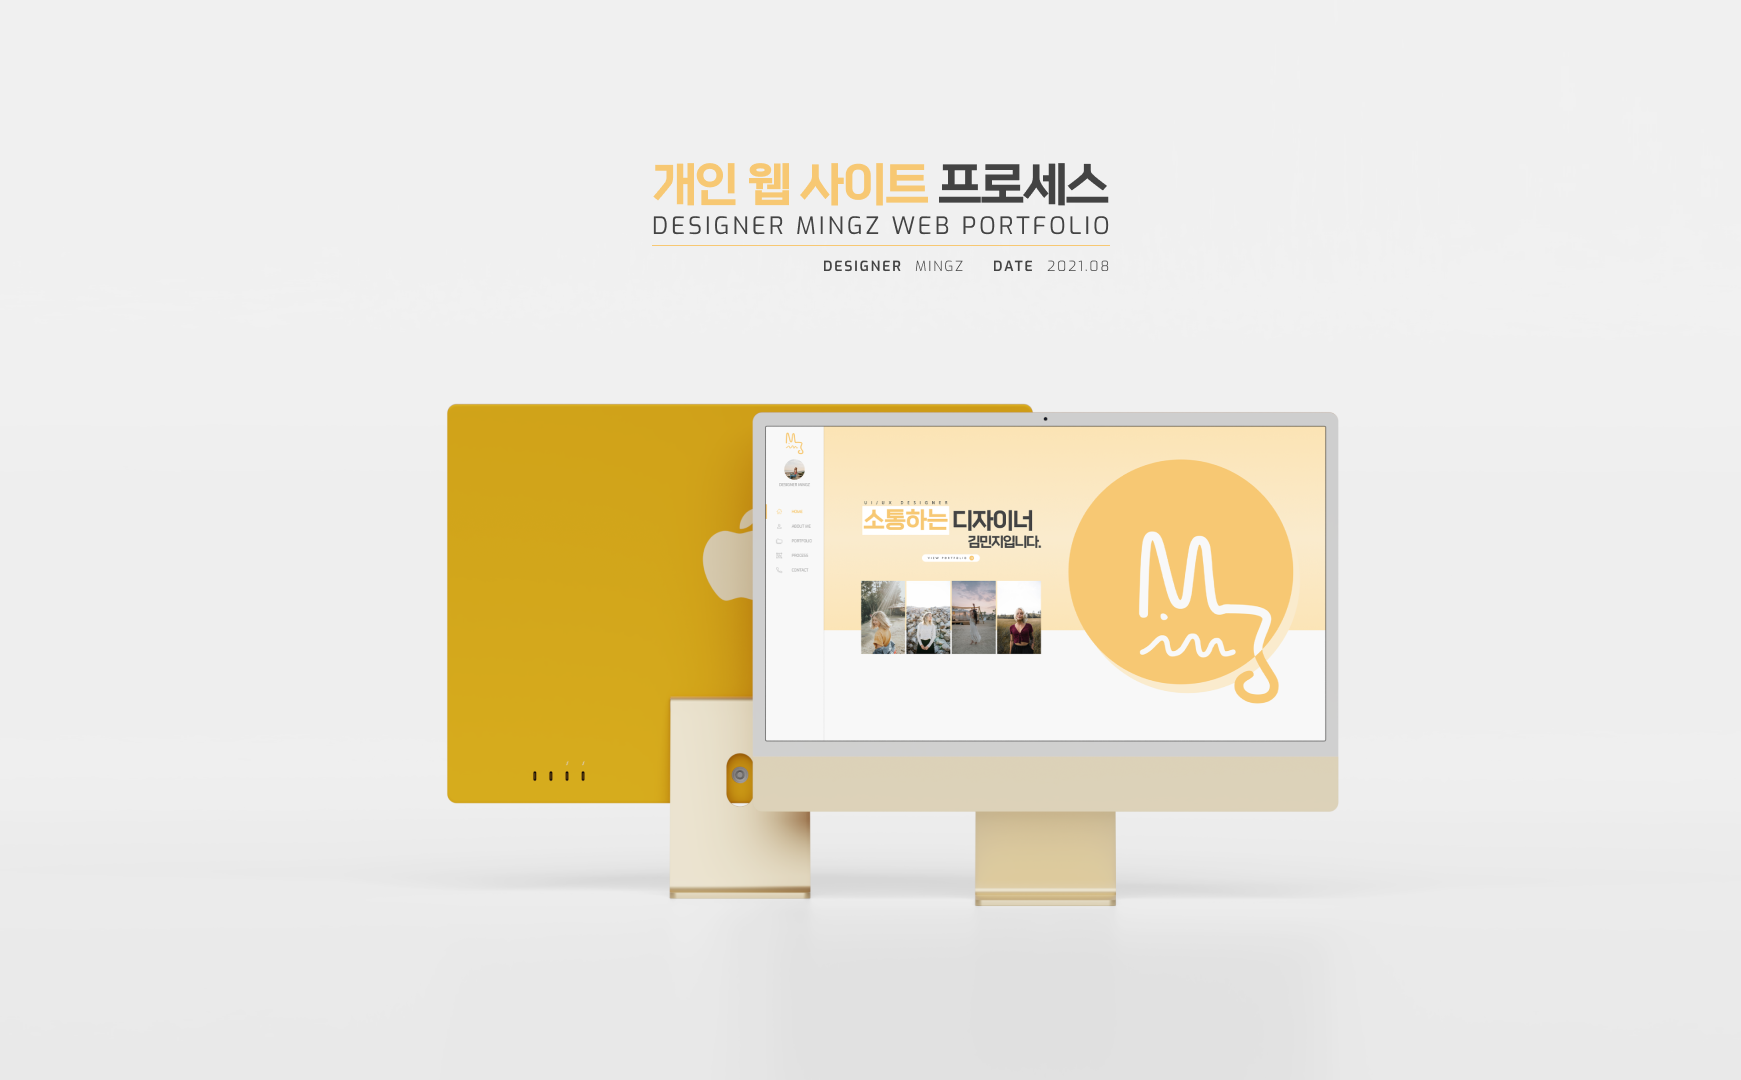 개인 웹 사이트 프로세스
DESIGNER MINGZ WEB PORTFOLIO
DESIGNER MINGZ DATE 2021.08
Ming
DESIGNER MINGZ
HOME
ABOUT ME
PORTFOLIO
CONTACT
UI/UX DESIGNER
소통하는 디자이너
김민지입니다.
VIEW PORTFOLIO
Ming